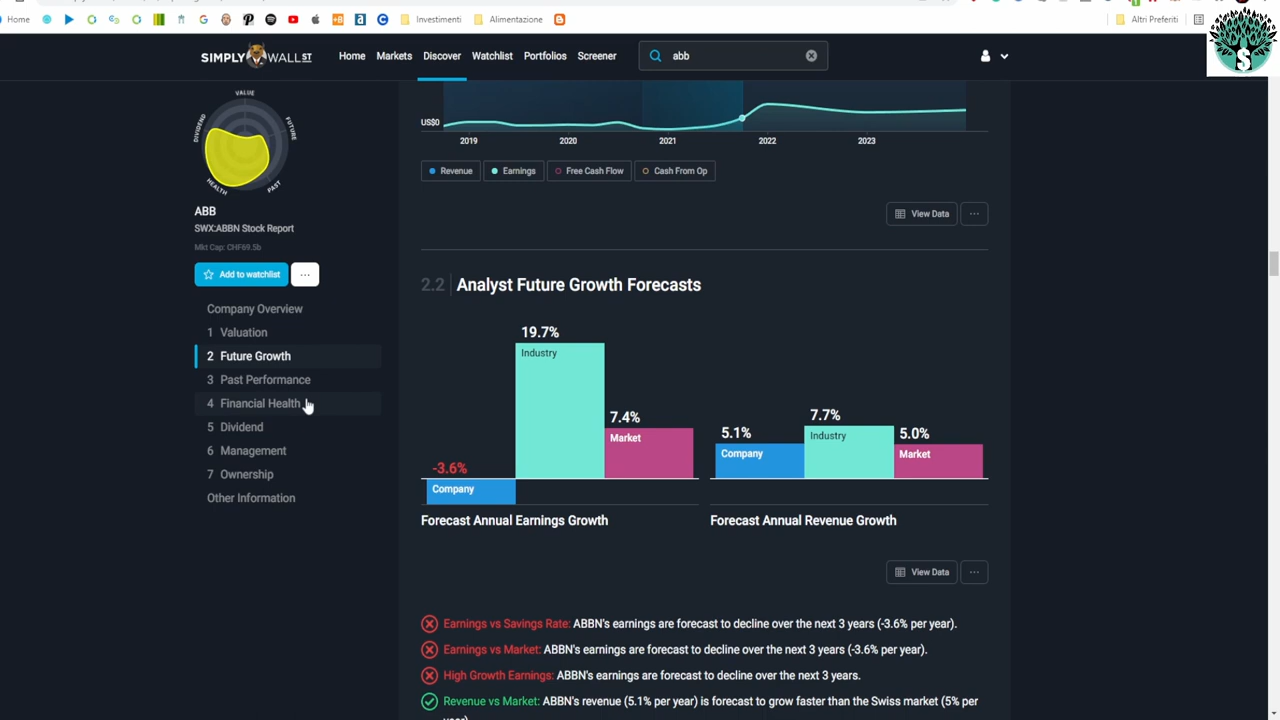 Home
Investimenti
Alimentazione
Altri Preferiti
SIMPLY WALL ST
Home Markets Discover Watchlist Portfolios Screener
abb
S
VALUE
FUTURE
PAST
HEALTH
DIVIDEND
ABB
SWX:ABBN Stock Report
Mkt Cap: CHF69.5b
Add to watchlist
...
Company Overview
1 Valuation
2 Future Growth
3 Past Performance
4 Financial Health
5 Dividend
6 Management
7 Ownership
Other Information
US$0
2019 2020 2021 2022 2023
Revenue Earnings Free Cash Flow Cash From Op
View Data ...
2.2 Analyst Future Growth Forecasts
-3.6%
Company
19.7%
Industry
7.4%
Market
Forecast Annual Earnings Growth
5.1%
Company
7.7%
Industry
5.0%
Market
Forecast Annual Revenue Growth
View Data ...
Earnings vs Savings Rate: ABBN's earnings are forecast to decline over the next 3 years (-3.6% per year).
Earnings vs Market: ABBN's earnings are forecast to decline over the next 3 years (-3.6% per year).
High Growth Earnings: ABBN's earnings are forecast to decline over the next 3 years.
Revenue vs Market: ABBN's revenue (5.1% per year) is forecast to grow faster than the Swiss market (5% per
year)